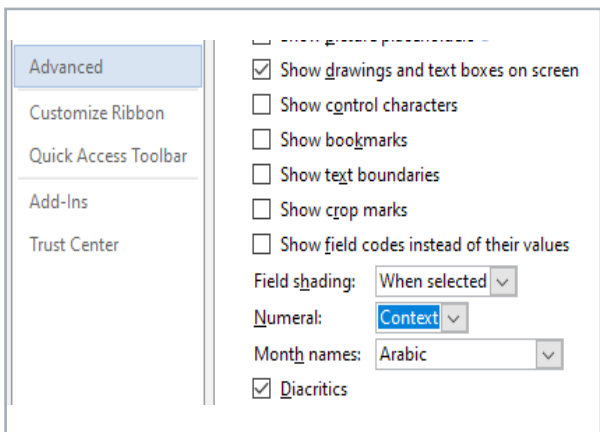 Advanced
Customize Ribbon
Quick Access Toolbar
Add-Ins
Trust Center
Show drawings and text boxes on screen
Show control characters
Show bookmarks
Show text boundaries
Show crop marks
Show field codes instead of their values
Field shading: When selected
Numeral: Context
Month names: Arabic
Diacritics